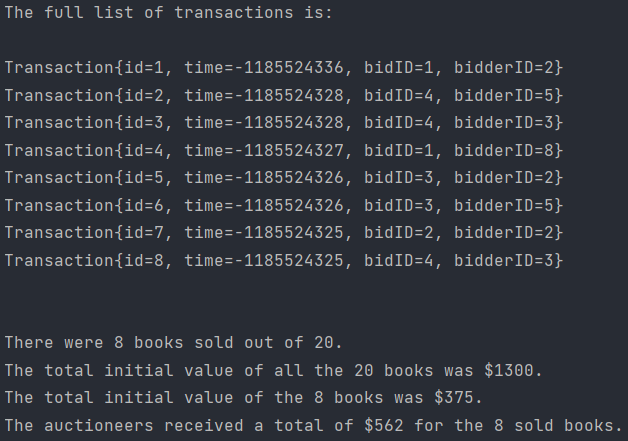 The full list of transactions is:
Transaction{id=1, time=-1185524336, bidID=1, bidderID=2}
Transaction{id=2, time=-1185524328, bidID=4, bidderID=5}
Transaction{id=3, time=-1185524328, bidID=4, bidderID=3}
Transaction{id=4, time=-1185524327, bidID=1, bidderID=8}
Transaction{id=5, time=-1185524326, bidID=3, bidderID=2}
Transaction{id=6, time=-1185524326, bidID=3, bidderID=5}
Transaction{id=7, time=-1185524325, bidID=2, bidderID=2}
Transaction{id=8, time=-1185524325, bidID=4, bidderID=3}
There were 8 books sold out of 20.
The total initial value of all the 20 books was $1300.
The total initial value of the 8 books was $375.
The auctioneers received a total of $562 for the 8 sold books.